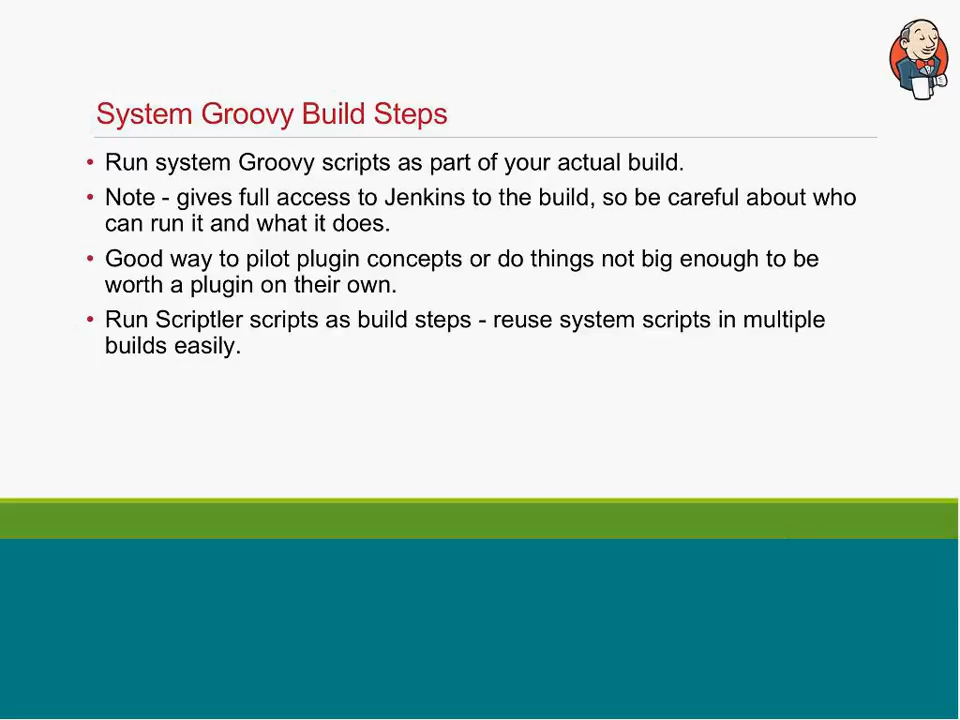 System Groovy Build Steps
• Run system Groovy scripts as part of your actual build.
• Note - gives full access to Jenkins to the build, so be careful about who
can run it and what it does.
• Good way to pilot plugin concepts or do things not big enough to be
worth a plugin on their own.
• Run Scriptler scripts as build steps - reuse system scripts in multiple
builds easily.